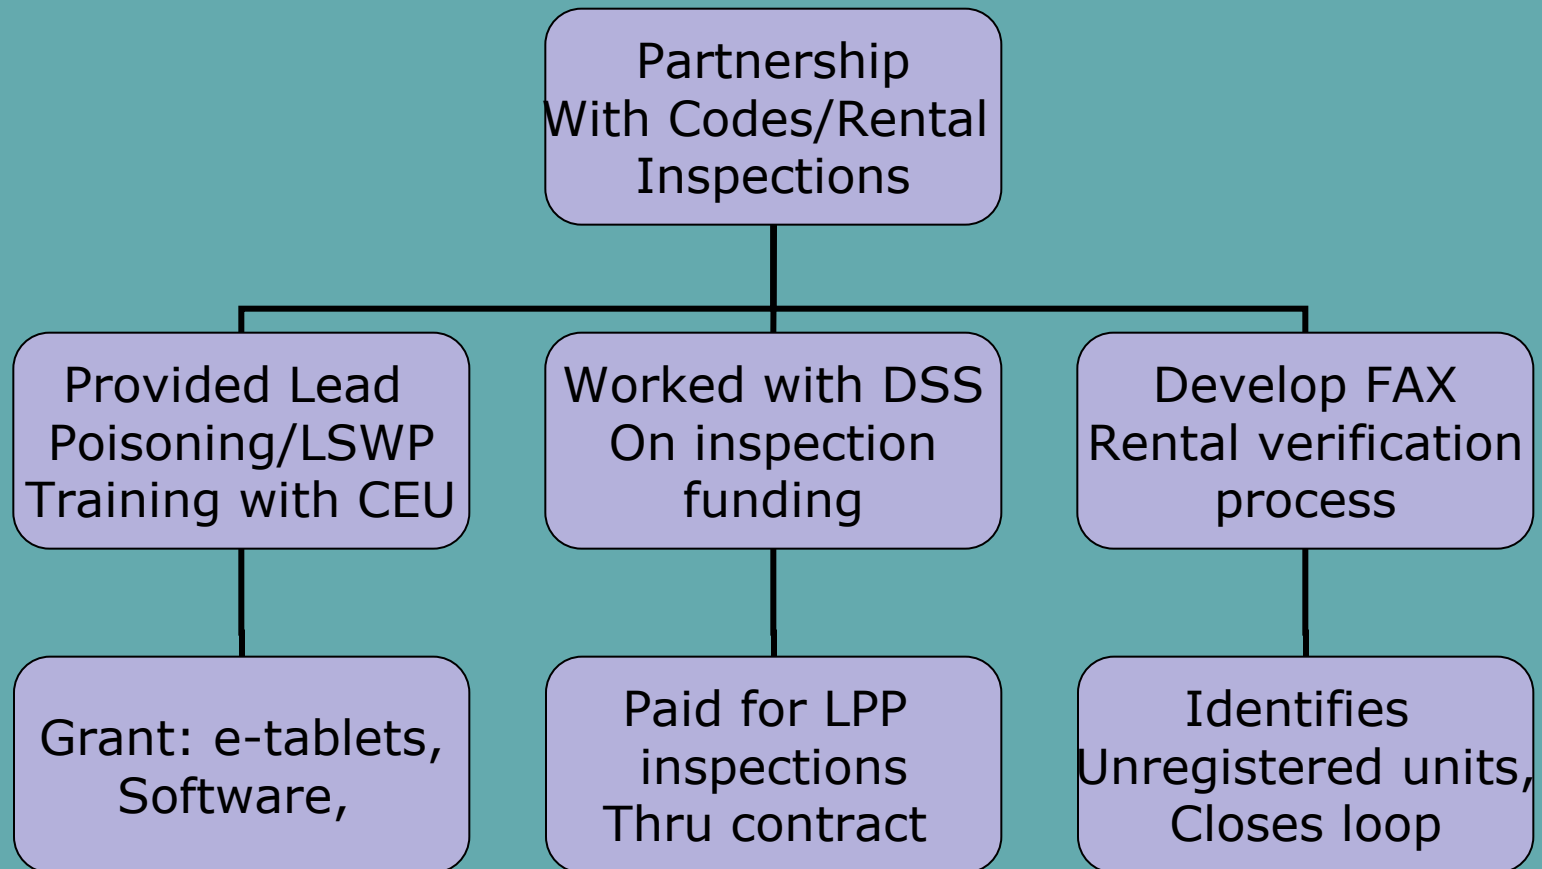 Partnership
With Codes/Rental
Inspections
Provided Lead
Poisoning/LSWP
Training with CEU
Worked with DSS
On inspection
funding
Develop FAX
Rental verification
process
Grant: e-tablets,
Software,
Paid for LPP
inspections
Thru contract
Identifies
Unregistered units,
Closes loop